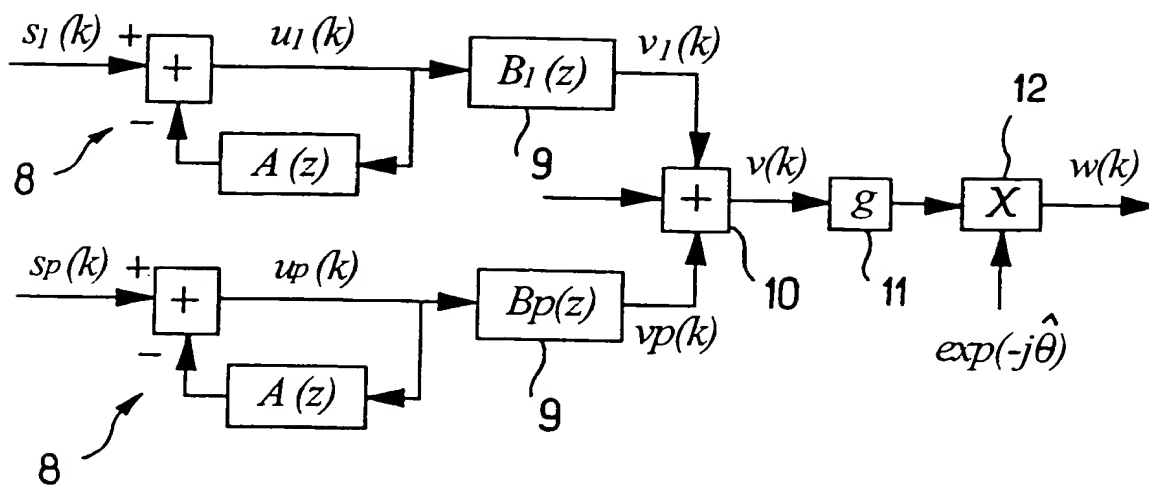 s1(k) + + u1(k) B1(z) v1(k)
− A(z) 9 12
8
+ v(k) g X w(k)
10 11 exp(-jθ̂)
sp(k) + + up(k) Bp(z) vp(k)
− A(z) 9
8